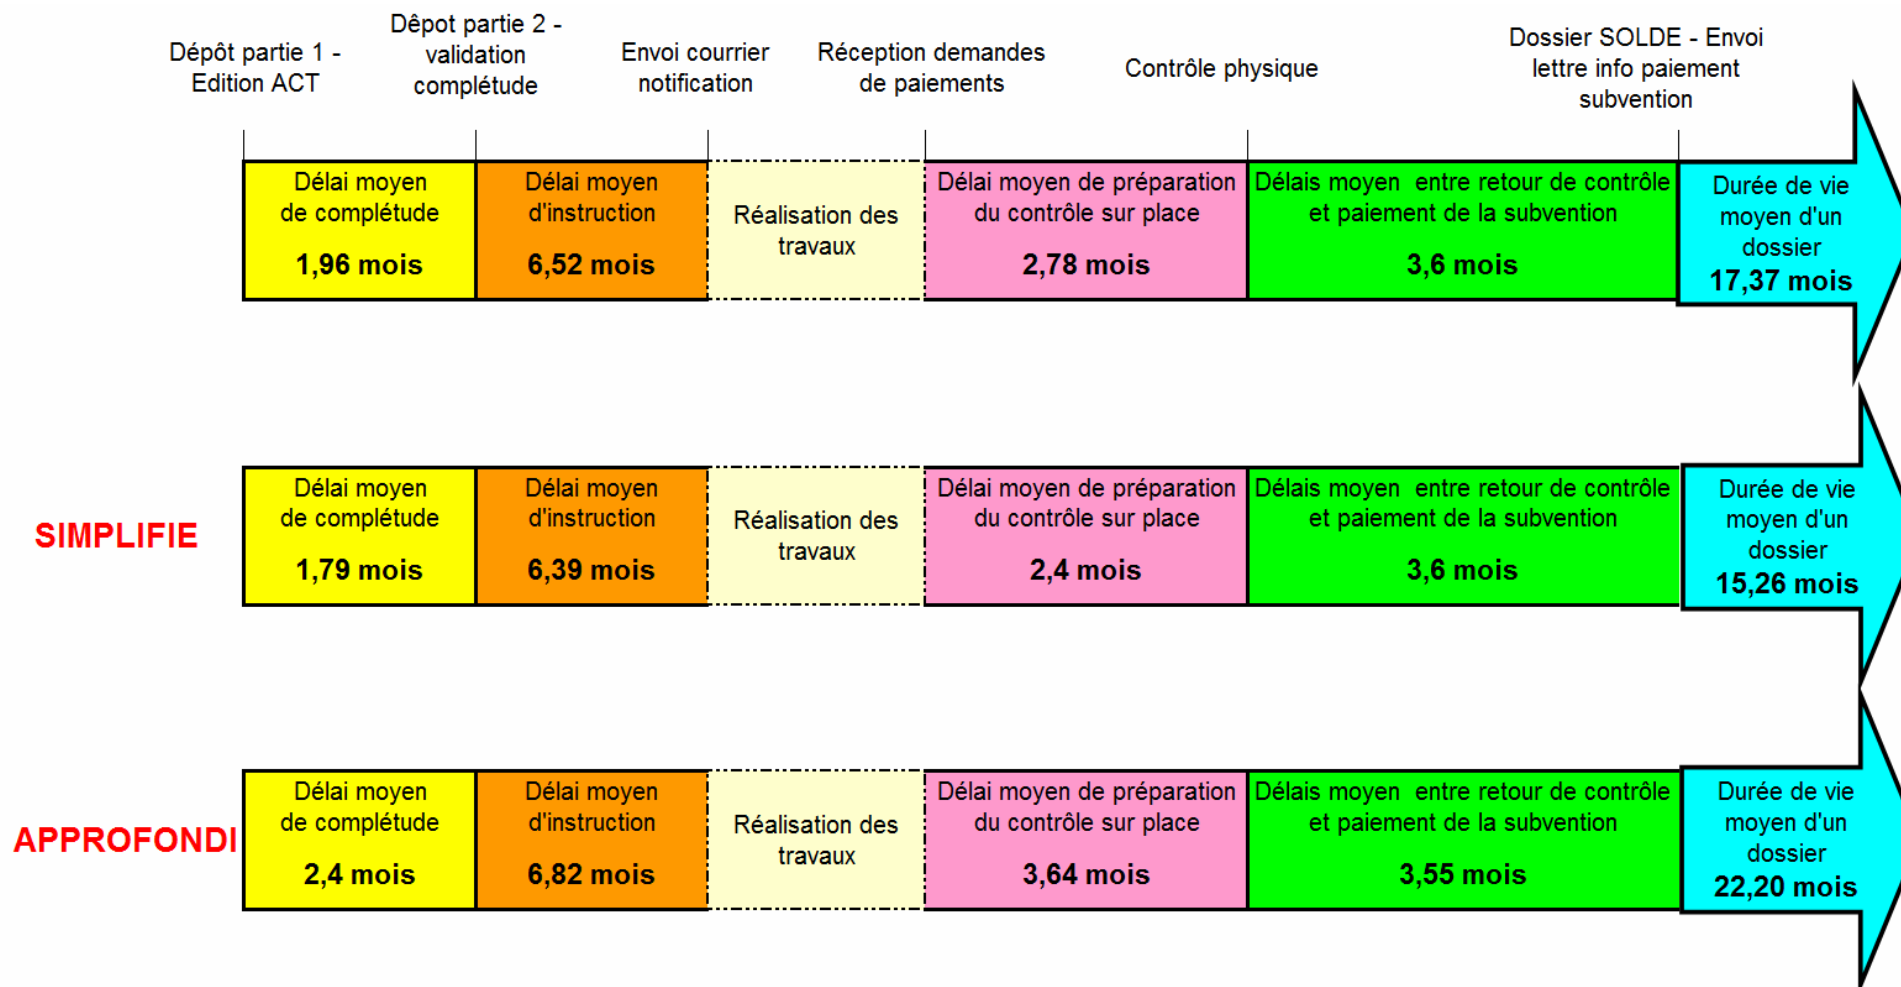 Dépôt partie 1 -
Edition ACT
Dêpot partie 2 -
validation
complétude
Envoi courrier
notification
Réception demandes
de paiements
Contrôle physique
Dossier SOLDE - Envoi
lettre info paiement
subvention
Délai moyen
de complétude
1,96 mois
Délai moyen
d'instruction
6,52 mois
Réalisation des
travaux
Délai moyen de préparation
du contrôle sur place
2,78 mois
Délais moyen entre retour de contrôle
et paiement de la subvention
3,6 mois
Durée de vie
moyen d'un
dossier
17,37 mois
SIMPLIFIE
Délai moyen
de complétude
1,79 mois
Délai moyen
d'instruction
6,39 mois
Réalisation des
travaux
Délai moyen de préparation
du contrôle sur place
2,4 mois
Délais moyen entre retour de contrôle
et paiement de la subvention
3,6 mois
Durée de vie
moyen d'un
dossier
15,26 mois
APPROFONDI
Délai moyen
de complétude
2,4 mois
Délai moyen
d'instruction
6,82 mois
Réalisation des
travaux
Délai moyen de préparation
du contrôle sur place
3,64 mois
Délais moyen entre retour de contrôle
et paiement de la subvention
3,55 mois
Durée de vie
moyen d'un
dossier
22,20 mois